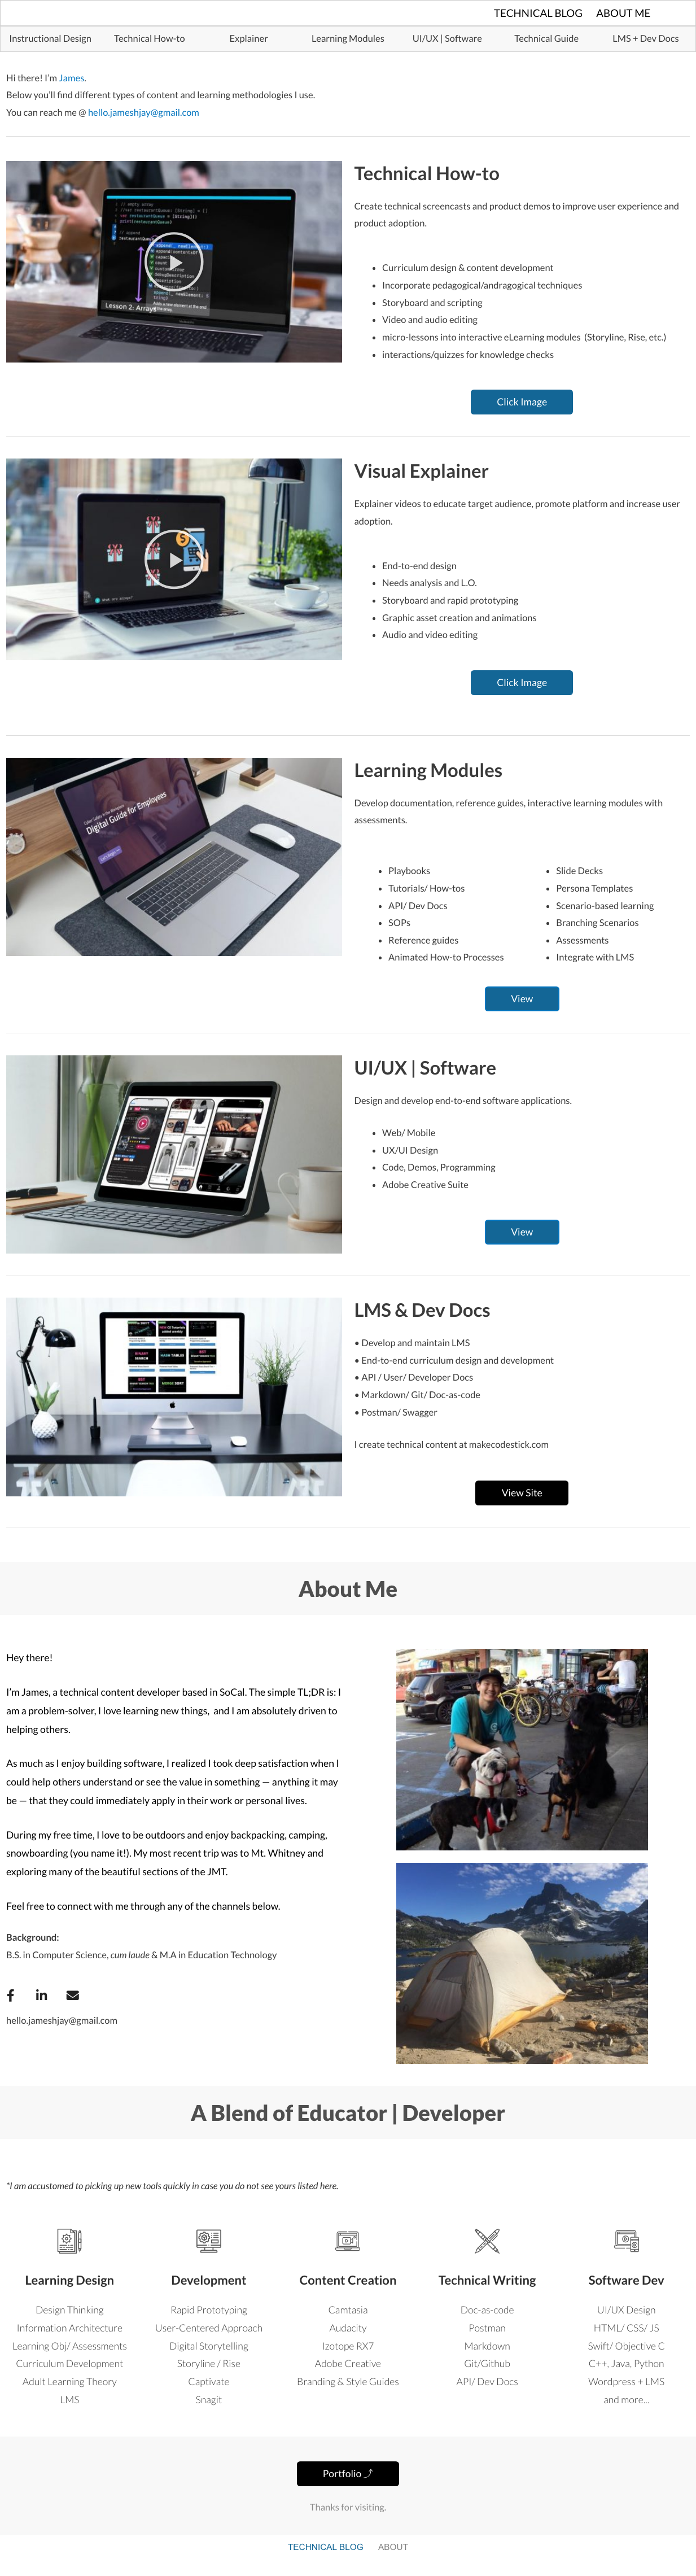 TECHNICAL BLOG ABOUT ME
Instructional Design Technical How-to Explainer Learning Modules UI/UX | Software Technical Guide LMS + Dev Docs
Hi there! I'm James.
Below you'll find different types of content and learning methodologies I use.
You can reach me @ hello.jameshjay@gmail.com
Lesson 2: Arrays
Technical How-to
Create technical screencasts and product demos to improve user experience and
product adoption.
• Curriculum design & content development
• Incorporate pedagogical/andragogical techniques
• Storyboard and scripting
• Video and audio editing
• micro-lessons into interactive eLearning modules (Storyline, Rise, etc.)
• interactions/quizzes for knowledge checks
Click Image
Visual Explainer
Explainer videos to educate target audience, promote platform and increase user
adoption.
• End-to-end design
• Needs analysis and L.O.
• Storyboard and rapid prototyping
• Graphic asset creation and animations
• Audio and video editing
Click Image
Digital Guide for Employees
Learning Modules
Develop documentation, reference guides, interactive learning modules with
assessments.
• Playbooks
• Tutorials/ How-tos
• API/ Dev Docs
• SOPs
• Reference guides
• Animated How-to Processes
• Slide Decks
• Persona Templates
• Scenario-based learning
• Branching Scenarios
• Assessments
• Integrate with LMS
View
UI/UX | Software
Design and develop end-to-end software applications.
• Web/ Mobile
• UX/UI Design
• Code, Demos, Programming
• Adobe Creative Suite
View
BINARY SEARCH
HASH TABLES
MERGE SORT
LMS & Dev Docs
• Develop and maintain LMS
• End-to-end curriculum design and development
• API / User/ Developer Docs
• Markdown/ Git/ Doc-as-code
• Postman/ Swagger
I create technical content at makecodestick.com
View Site
About Me
Hey there!
I'm James, a technical content developer based in SoCal. The simple TL;DR is: I
am a problem-solver, I love learning new things, and I am absolutely driven to
helping others.
As much as I enjoy building software, I realized I took deep satisfaction when I
could help others understand or see the value in something — anything it may
be — that they could immediately apply in their work or personal lives.
During my free time, I love to be outdoors and enjoy backpacking, camping,
snowboarding (you name it!). My most recent trip was to Mt. Whitney and
exploring many of the beautiful sections of the JMT.
Feel free to connect with me through any of the channels below.
Background:
B.S. in Computer Science, cum laude & M.A in Education Technology
hello.jameshjay@gmail.com
A Blend of Educator | Developer
*I am accustomed to picking up new tools quickly in case you do not see yours listed here.
Learning Design
Design Thinking
Information Architecture
Learning Obj/ Assessments
Curriculum Development
Adult Learning Theory
LMS
Development
Rapid Prototyping
User-Centered Approach
Digital Storytelling
Storyline / Rise
Captivate
Snagit
Content Creation
Camtasia
Audacity
Izotope RX7
Adobe Creative
Branding & Style Guides
Technical Writing
Doc-as-code
Postman
Markdown
Git/Github
API/ Dev Docs
Software Dev
UI/UX Design
HTML/ CSS/ JS
Swift/ Objective C
C++, Java, Python
Wordpress + LMS
and more...
Portfolio
Thanks for visiting.
TECHNICAL BLOG ABOUT